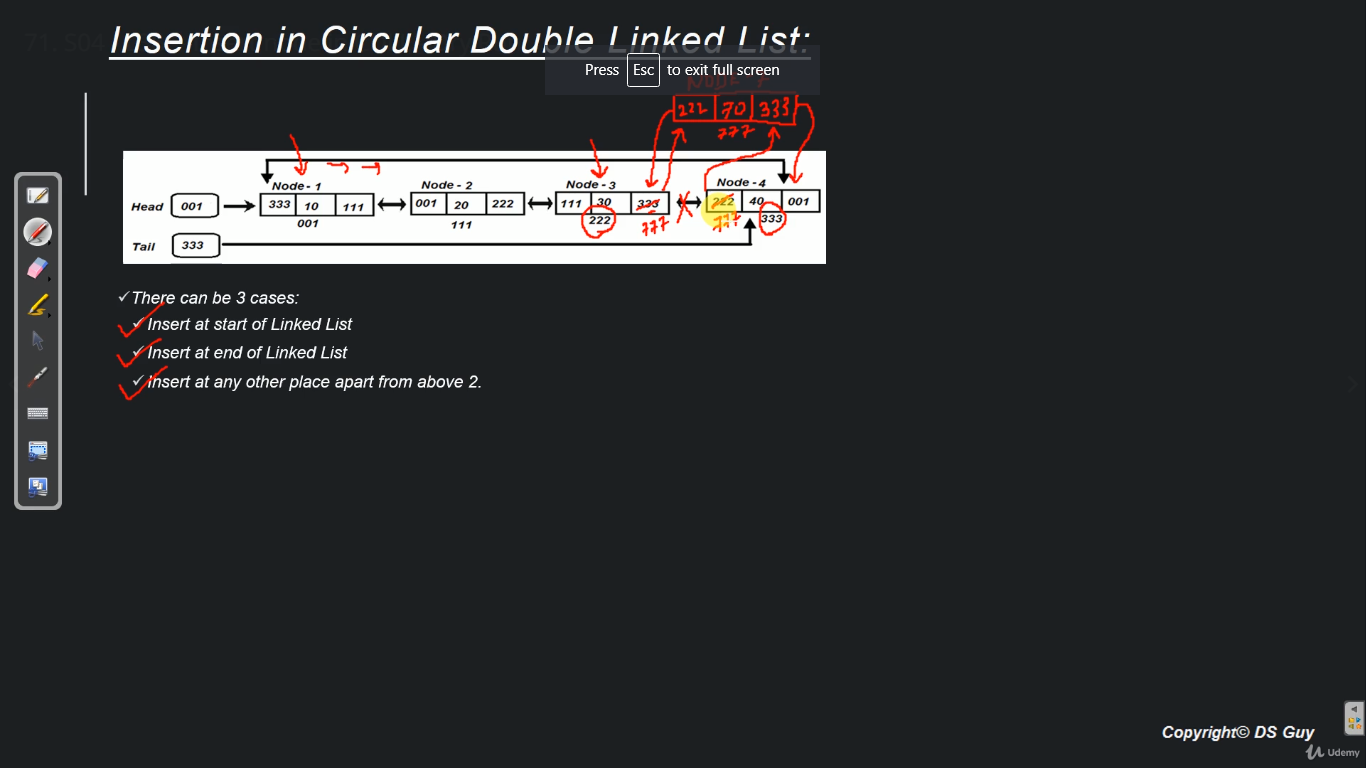 71. S04
Insertion in Circular Double Linked List:
Press Esc to exit full screen
222 70 333
777
Node - 1 Node - 2 Node - 3 Node - 4
Head 001 333 10 111 001 20 222 111 30 333 222 40 001
001 111 222 777 777 333
Tail 333
✓There can be 3 cases:
✓Insert at start of Linked List
✓Insert at end of Linked List
✓Insert at any other place apart from above 2.
Copyright© DS Guy
Udemy